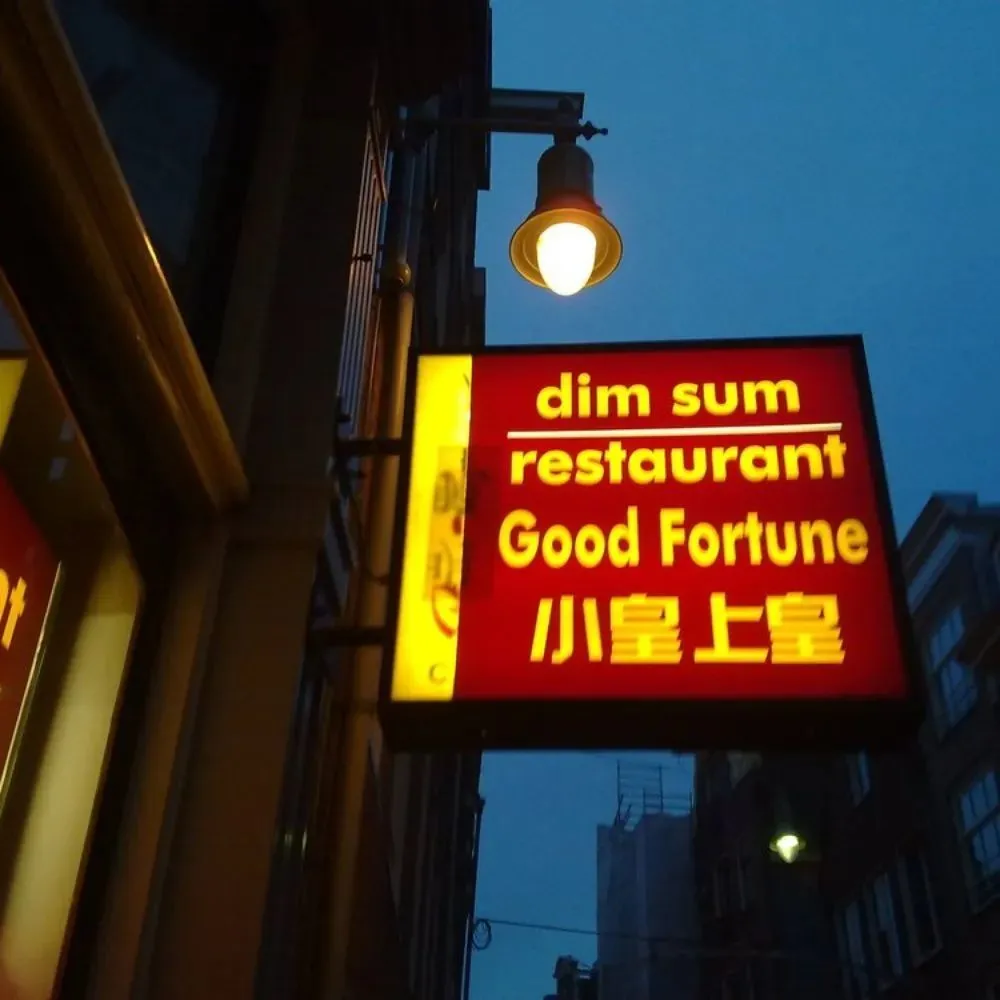 dim sum
restaurant
Good Fortune
小皇上皇